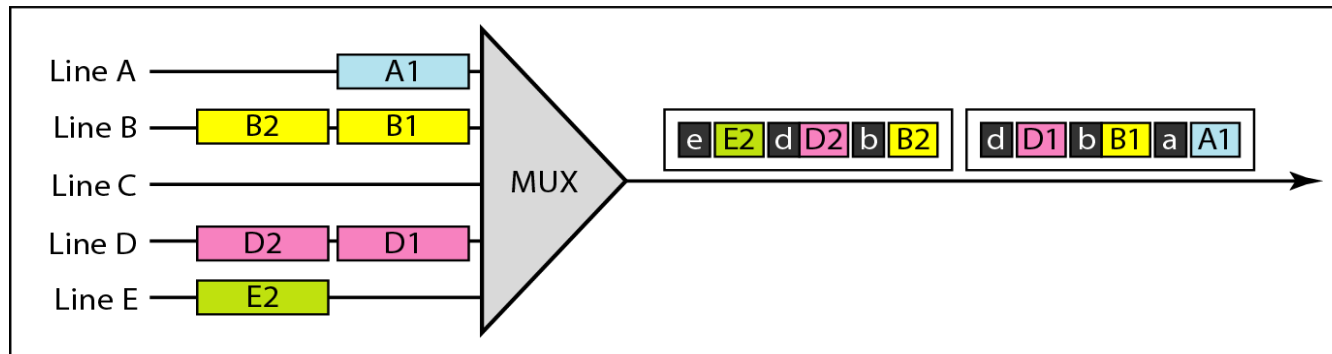 Line A A1
Line B B2 B1
Line C
Line D D2 D1
Line E E2
MUX
e E2 d D2 b B2 d D1 b B1 a A1